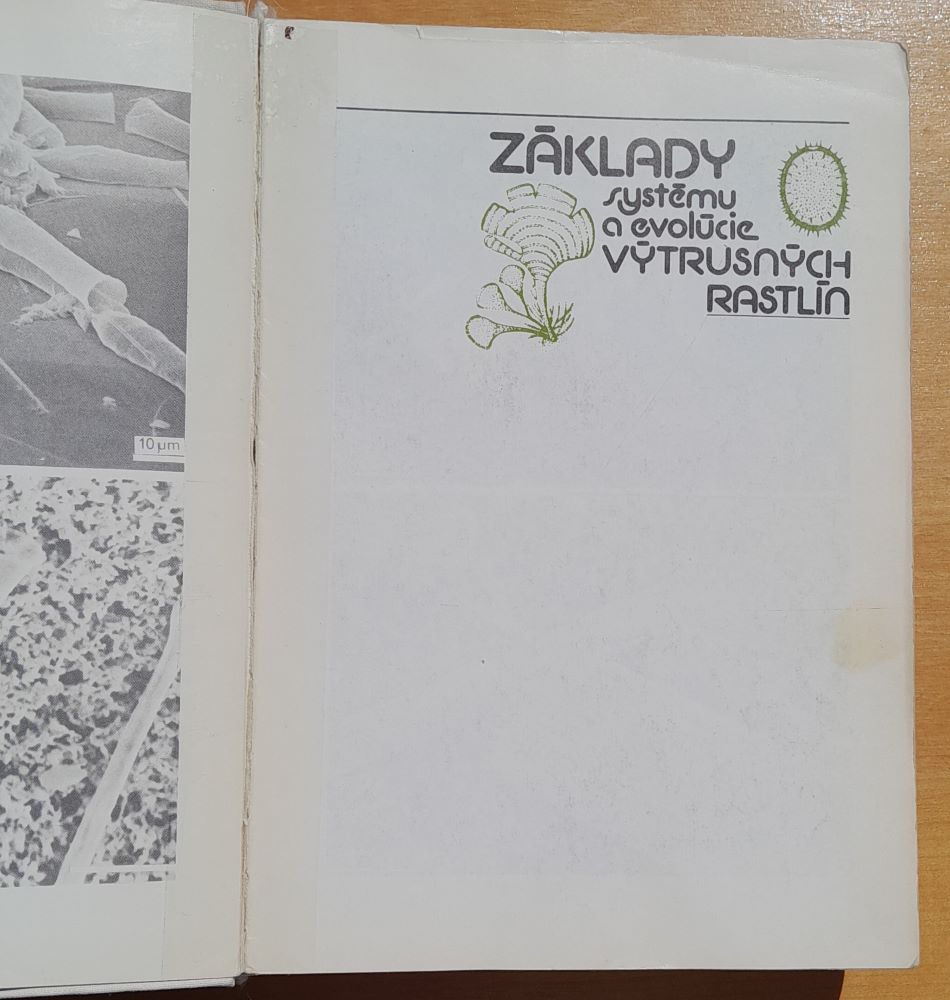 10 µm
ZÁKLADY
systému
a evolúcie
VÝTRUSNÝCH
RASTLÍN